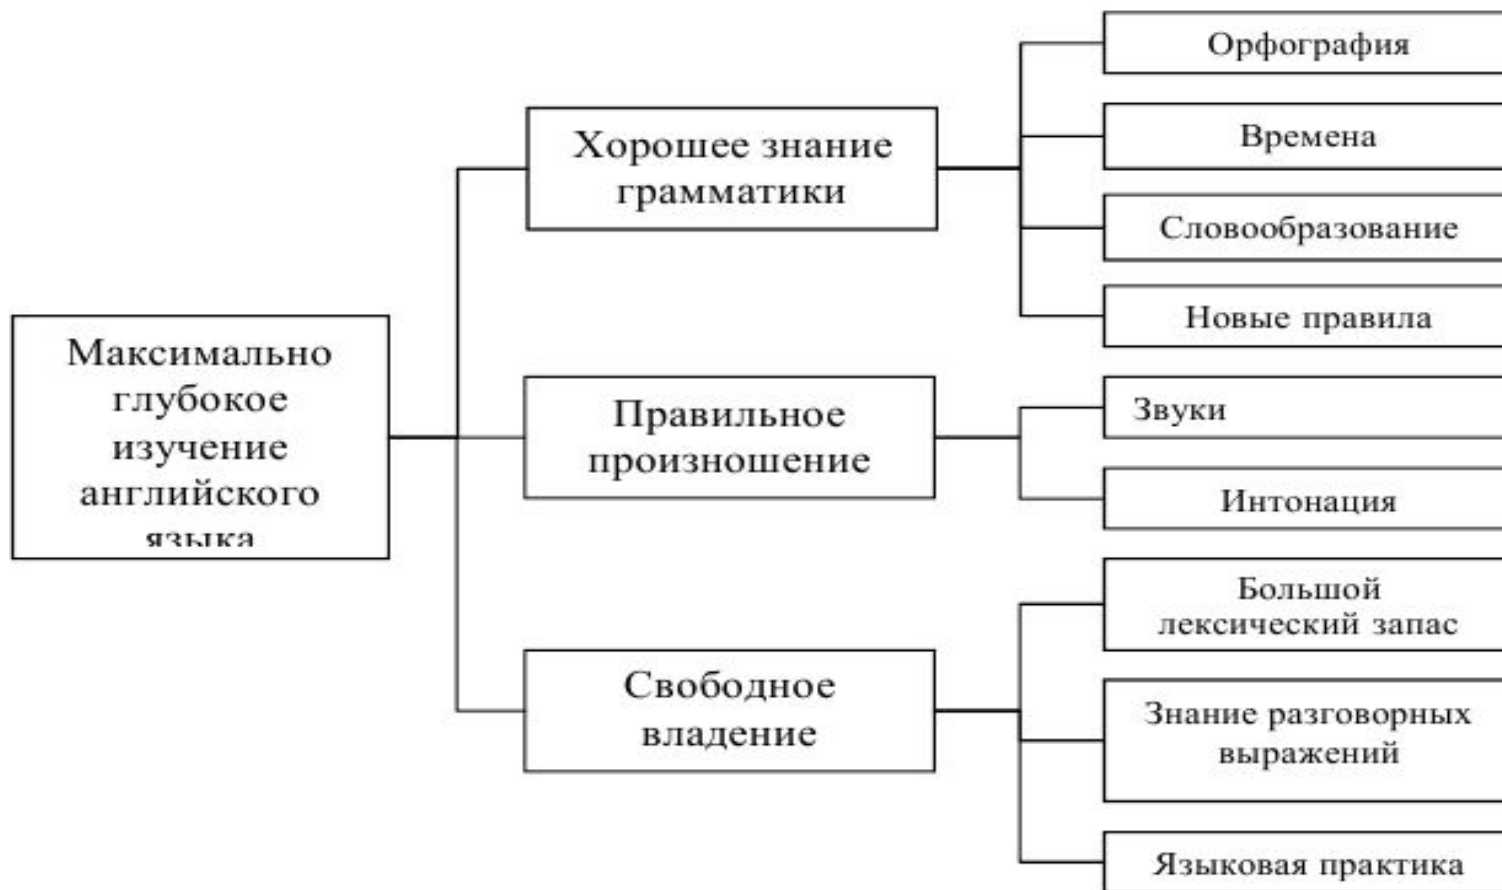 Максимально
глубокое
изучение
английского
языка
Хорошее знание
грамматики
Орфография
Времена
Словообразование
Новые правила
Правильное
произношение
Звуки
Интонация
Свободное
владение
Большой
лексический запас
Знание разговорных
выражений
Языковая практика